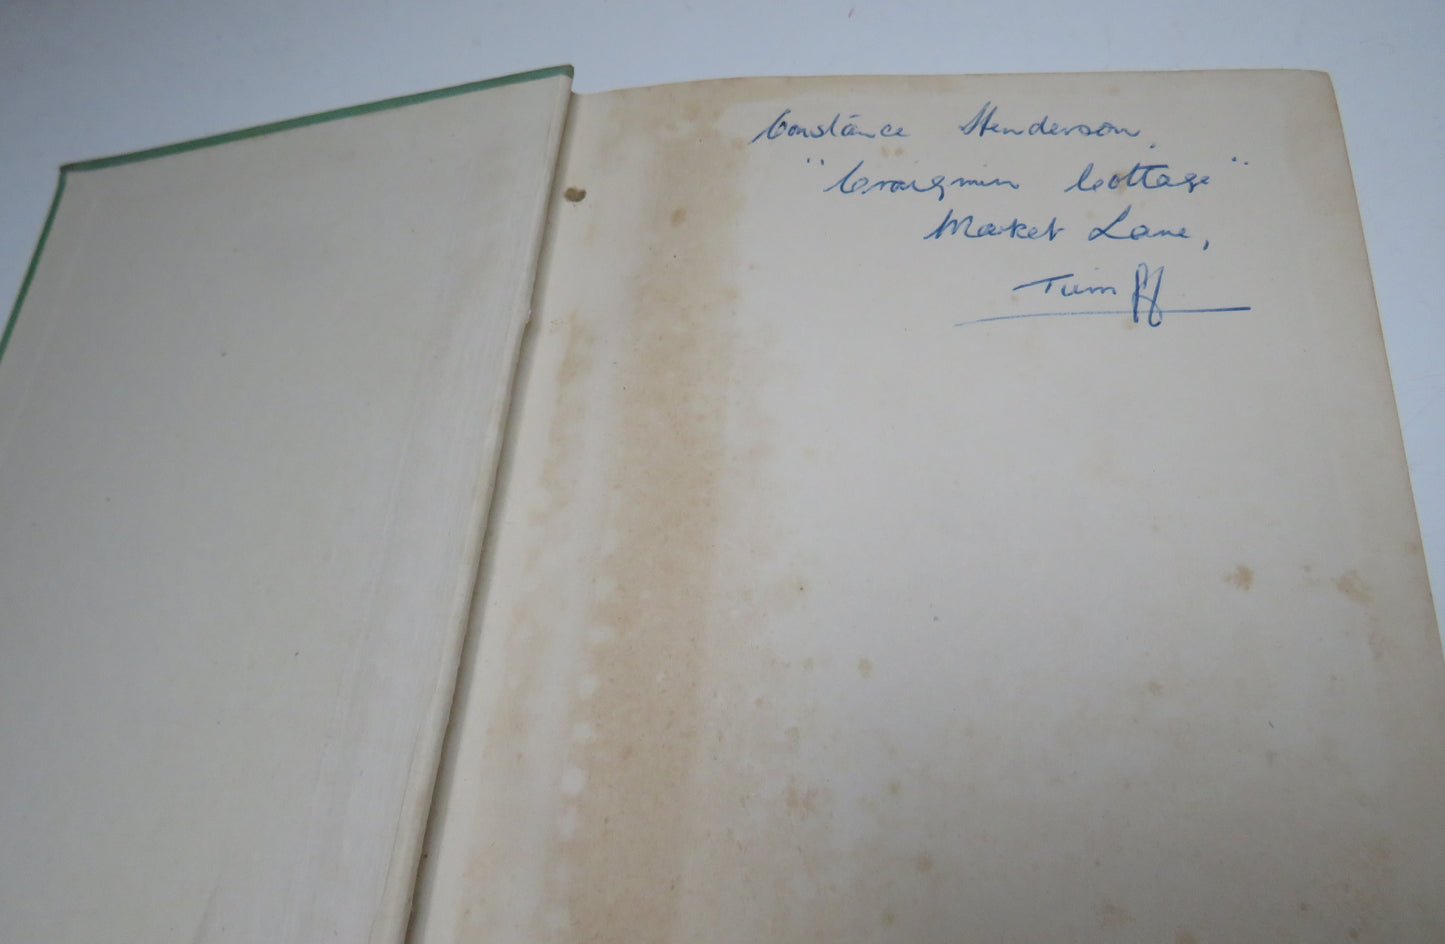 Constance Henderson,
"Craigmin Cottage"
Market Lane,
Turriff